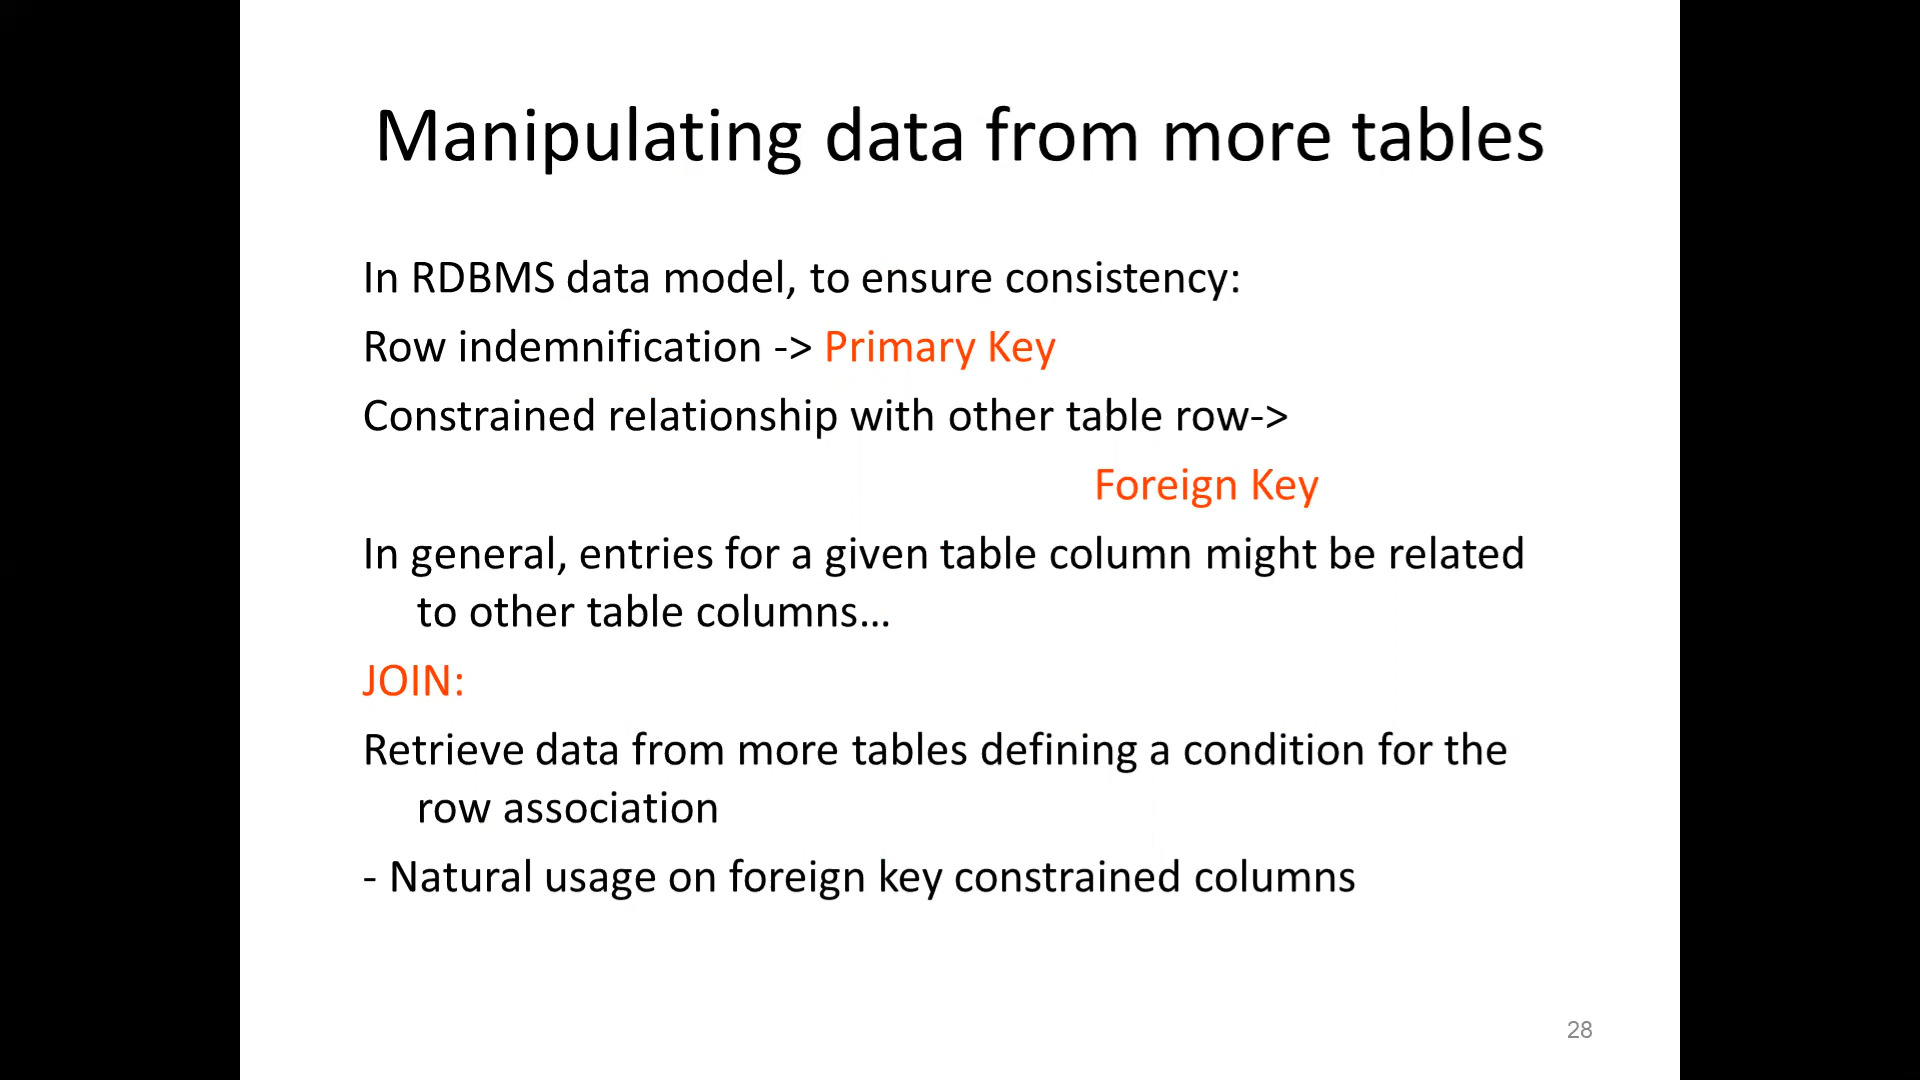 Manipulating data from more tables
In RDBMS data model, to ensure consistency:
Row indemnification -> Primary Key
Constrained relationship with other table row->
Foreign Key
In general, entries for a given table column might be related
to other table columns…
JOIN:
Retrieve data from more tables defining a condition for the
row association
- Natural usage on foreign key constrained columns
28